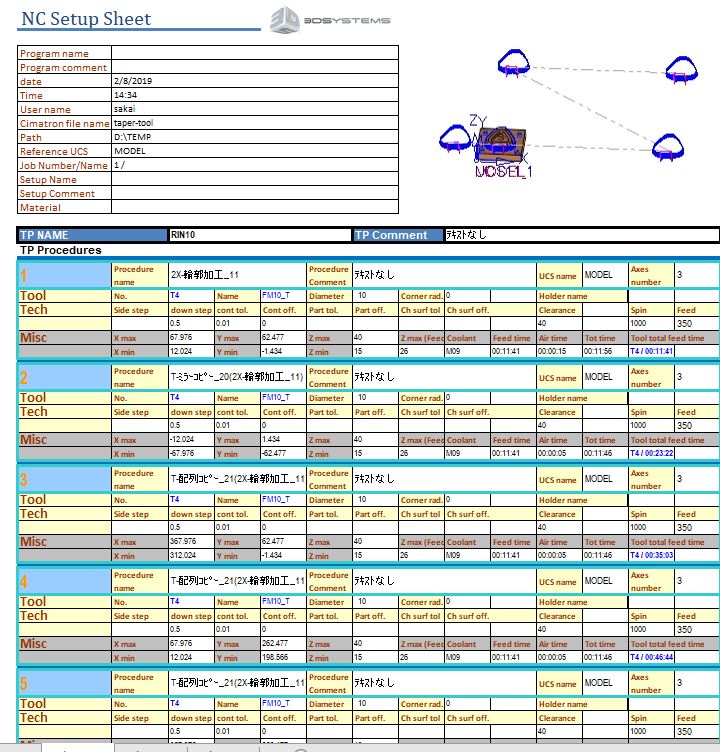 NC Setup Sheet
3DSYSTEMS
Program name
Program comment
date 2/8/2019
Time 14:34
User name sakai
Cimatron file name taper-tool
Path D:\TEMP
Reference UCS MODEL
Job Number/Name 1 /
Setup Name
Setup Comment
Material
ZY
X
MODEL_1
TP NAME RIN10 TP Comment ﾃｷｽﾄなし
TP Procedures
1 Procedure name 2X-輪郭加工_11 Procedure Comment ﾃｷｽﾄなし UCS name MODEL Axes number 3
Tool No. T4 Name FM10_T Diameter 10 Corner rad. 0 Holder name
Tech Side step down step cont tol. Cont off. Part tol. Part off. Ch surf tol Ch surf off. Clearance Spin Feed
0.5 0.01 0 40 1000 350
Misc X max 67.976 Y max 62.477 Z max 40 Z max (Feed Coolant Feed time Air time Tot time Tool total feed time
X min 12.024 Y min -1.434 Z min 15 26 M09 00:11:41 00:00:15 00:11:56 T4 / 00:11:41
2 Procedure name T-ﾐﾗｰｺﾋﾟｰ_20(2X-輪郭加工_11) Procedure Comment ﾃｷｽﾄなし UCS name MODEL Axes number 3
Tool No. T4 Name FM10_T Diameter 10 Corner rad. 0 Holder name
Tech Side step down step cont tol. Cont off. Part tol. Part off. Ch surf tol Ch surf off. Clearance Spin Feed
0.5 0.01 0 40 1000 350
Misc X max -12.024 Y max 1.434 Z max 40 Z max (Feed Coolant Feed time Air time Tot time Tool total feed time
X min -67.976 Y min -62.477 Z min 15 26 M09 00:11:41 00:00:05 00:11:46 T4 / 00:23:22
3 Procedure name T-配列ｺﾋﾟｰ_21(2X-輪郭加工_11 Procedure Comment ﾃｷｽﾄなし UCS name MODEL Axes number 3
Tool No. T4 Name FM10_T Diameter 10 Corner rad. 0 Holder name
Tech Side step down step cont tol. Cont off. Part tol. Part off. Ch surf tol Ch surf off. Clearance Spin Feed
0.5 0.01 0 40 1000 350
Misc X max 367.976 Y max 62.477 Z max 40 Z max (Feed Coolant Feed time Air time Tot time Tool total feed time
X min 312.024 Y min -1.434 Z min 15 26 M09 00:11:41 00:00:05 00:11:46 T4 / 00:35:03
4 Procedure name T-配列ｺﾋﾟｰ_21(2X-輪郭加工_11 Procedure Comment ﾃｷｽﾄなし UCS name MODEL Axes number 3
Tool No. T4 Name FM10_T Diameter 10 Corner rad. 0 Holder name
Tech Side step down step cont tol. Cont off. Part tol. Part off. Ch surf tol Ch surf off. Clearance Spin Feed
0.5 0.01 0 40 1000 350
Misc X max 67.976 Y max 262.477 Z max 40 Z max (Feed Coolant Feed time Air time Tot time Tool total feed time
X min 12.024 Y min 198.566 Z min 15 26 M09 00:11:41 00:00:05 00:11:46 T4 / 00:46:44
5 Procedure name T-配列ｺﾋﾟｰ_21(2X-輪郭加工_11 Procedure Comment ﾃｷｽﾄなし UCS name MODEL Axes number 3
Tool No. T4 Name FM10_T Diameter 10 Corner rad. 0 Holder name
Tech Side step down step cont tol. Cont off. Part tol. Part off. Ch surf tol Ch surf off. Clearance Spin Feed
0.5 0.01 0 40 1000 350